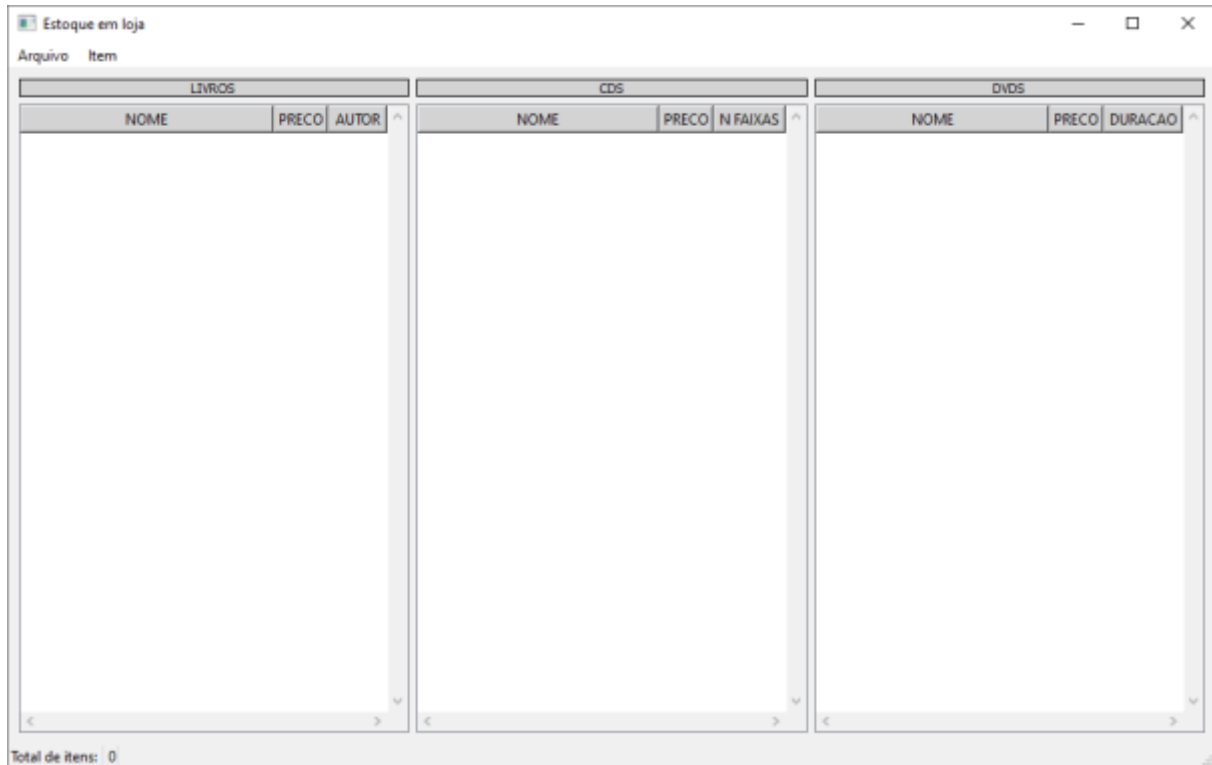 Estoque em loja
Arquivo Item
LIVROS CDS DVDS
NOME PRECO AUTOR NOME PRECO N FAIXAS NOME PRECO DURACAO
Total de itens: 0